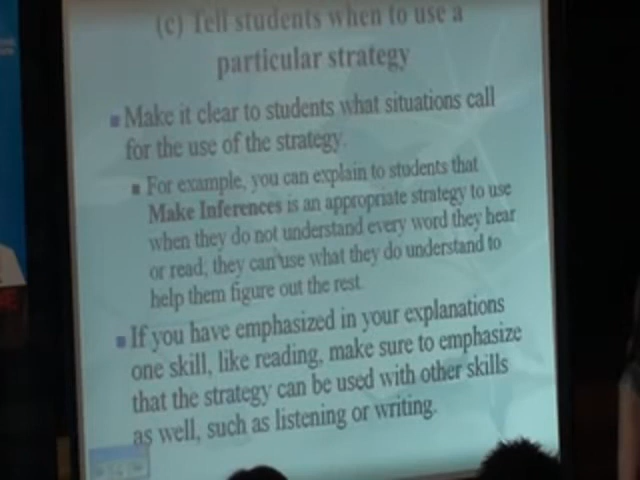 (c) Tell students when to use a
particular strategy
Make it clear to students what situations call
for the use of the strategy.
For example, you can explain to students that
Make Inferences is an appropriate strategy to use
when they do not understand every word they hear
or read; they can use what they do understand to
help them figure out the rest.
If you have emphasized in your explanations
one skill, like reading, make sure to emphasize
that the strategy can be used with other skills
as well, such as listening or writing.